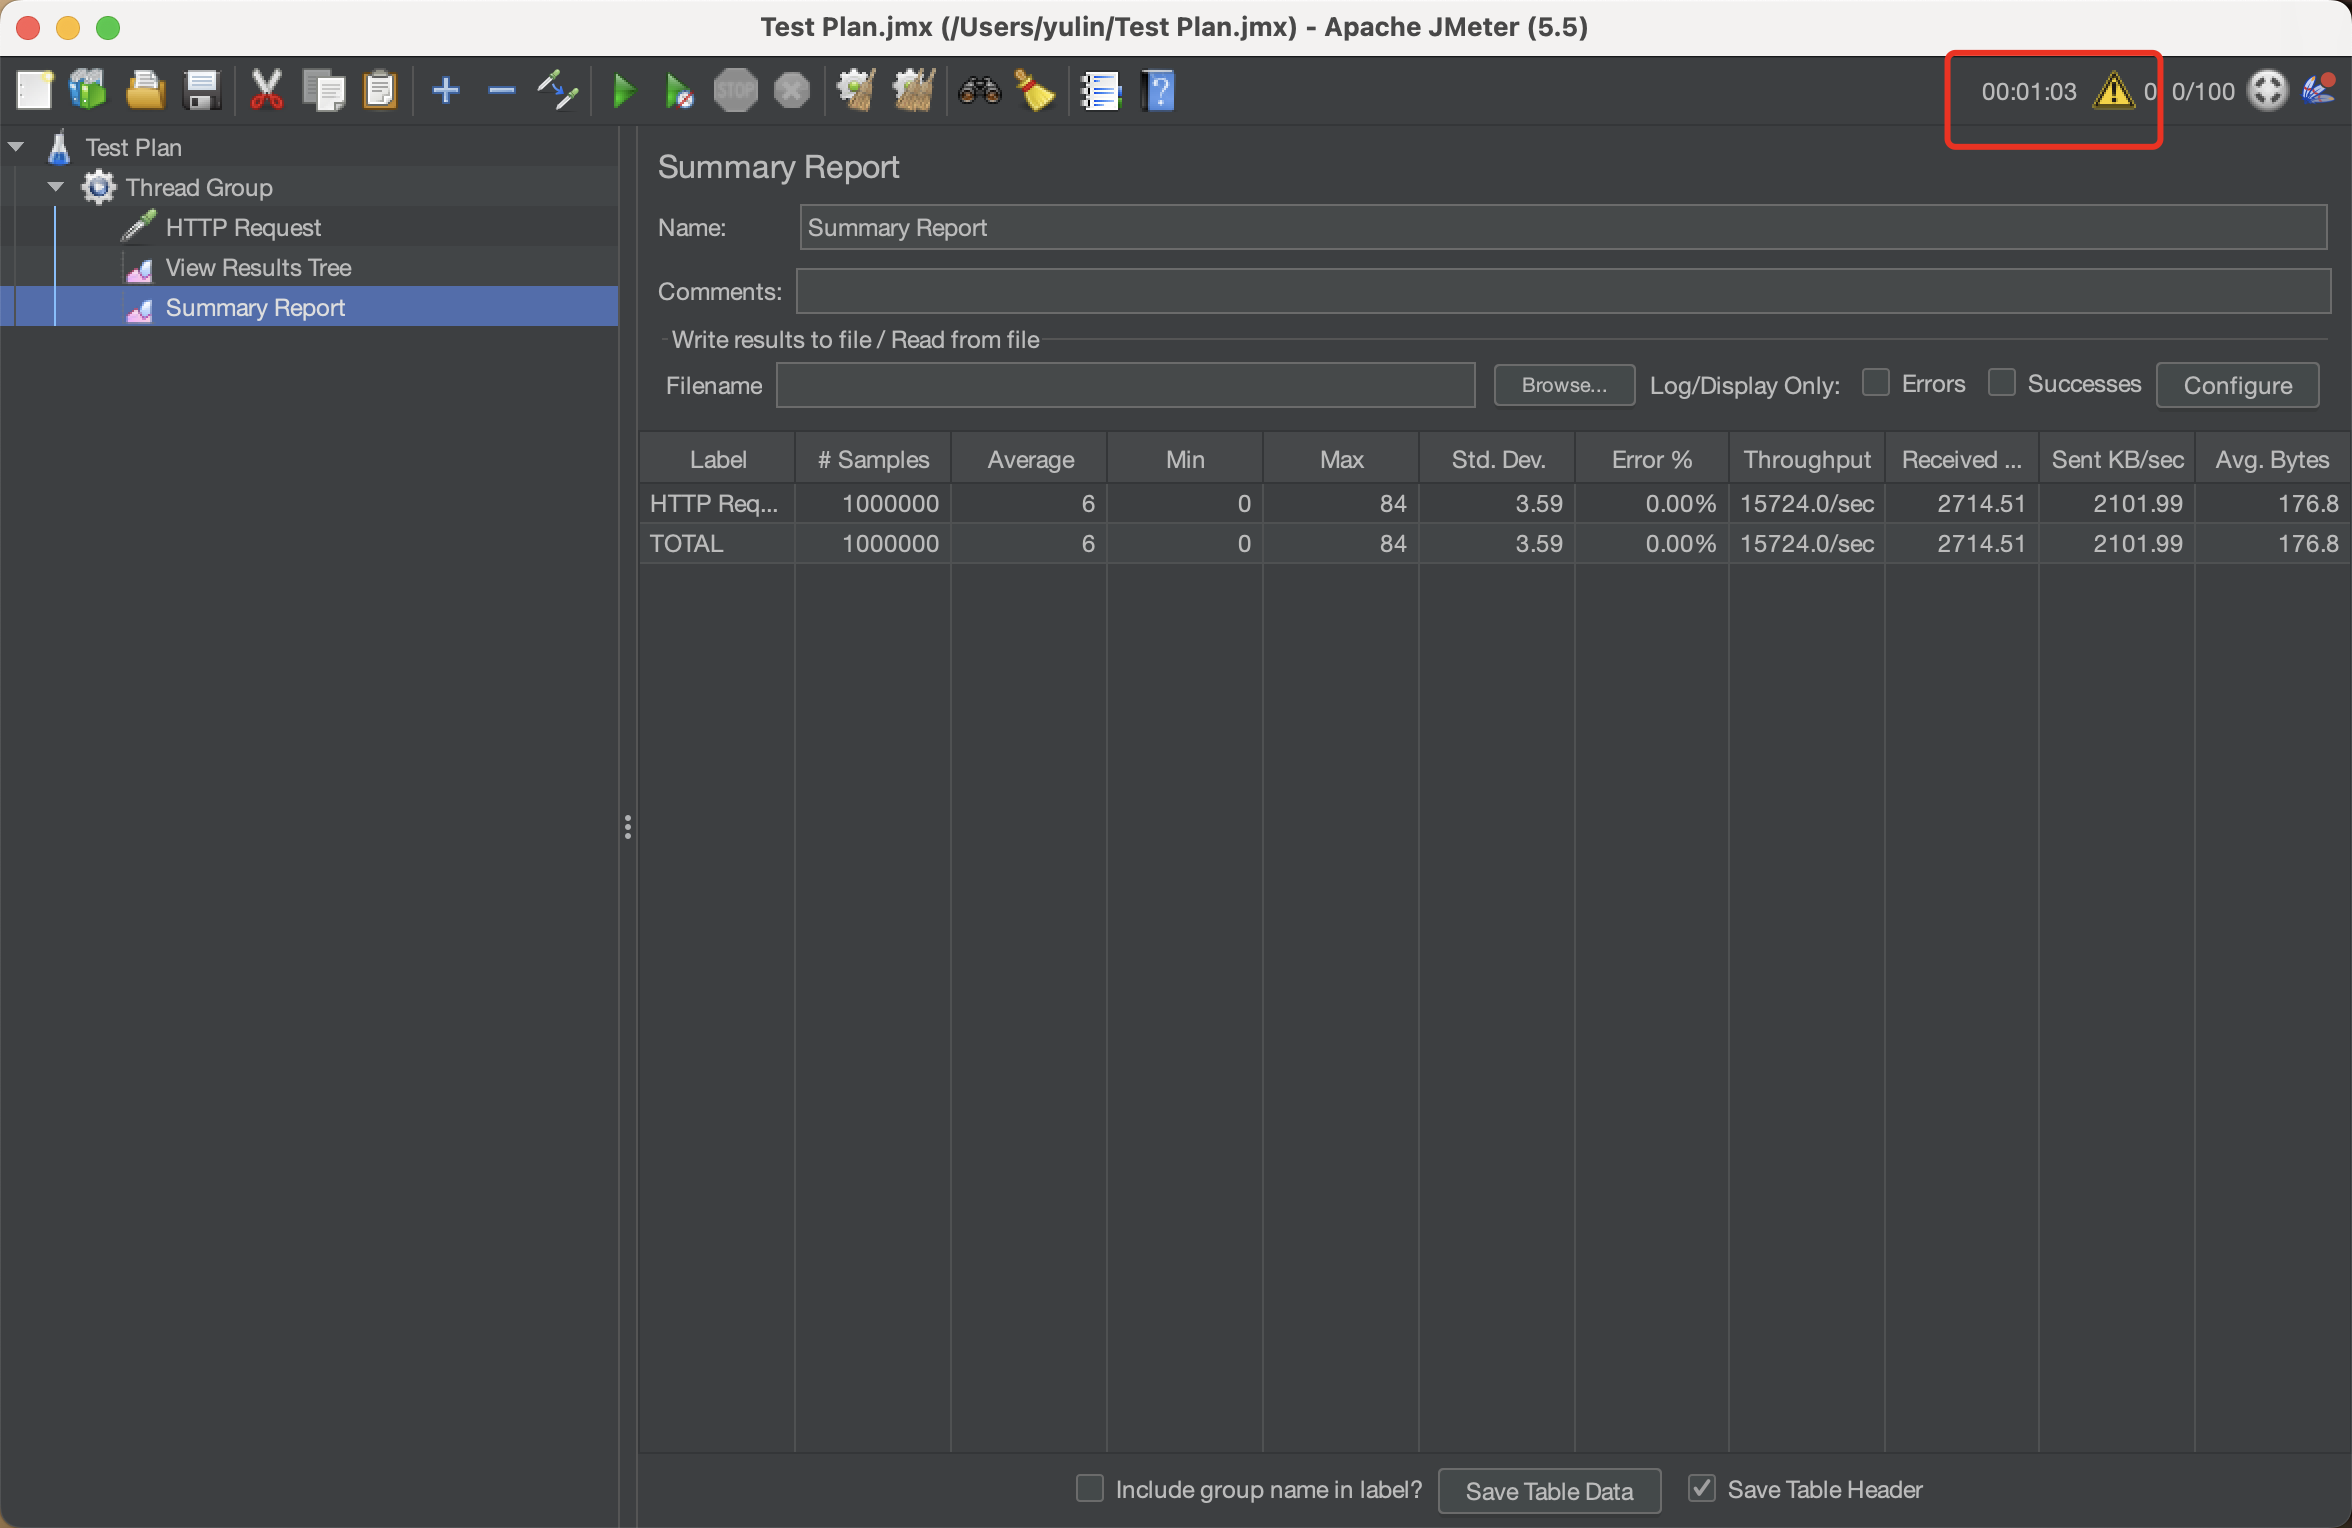 Test Plan.jmx (/Users/yulin/Test Plan.jmx) - Apache JMeter (5.5)
STOP
00:01:03 0 0/100
Test Plan
Thread Group
HTTP Request
View Results Tree
Summary Report
Summary Report
Name: Summary Report
Comments:
Write results to file / Read from file
Filename Browse... Log/Display Only: Errors Successes Configure
Label # Samples Average Min Max Std. Dev. Error % Throughput Received ... Sent KB/sec Avg. Bytes
HTTP Req... 1000000 6 0 84 3.59 0.00% 15724.0/sec 2714.51 2101.99 176.8
TOTAL 1000000 6 0 84 3.59 0.00% 15724.0/sec 2714.51 2101.99 176.8
Include group name in label? Save Table Data Save Table Header